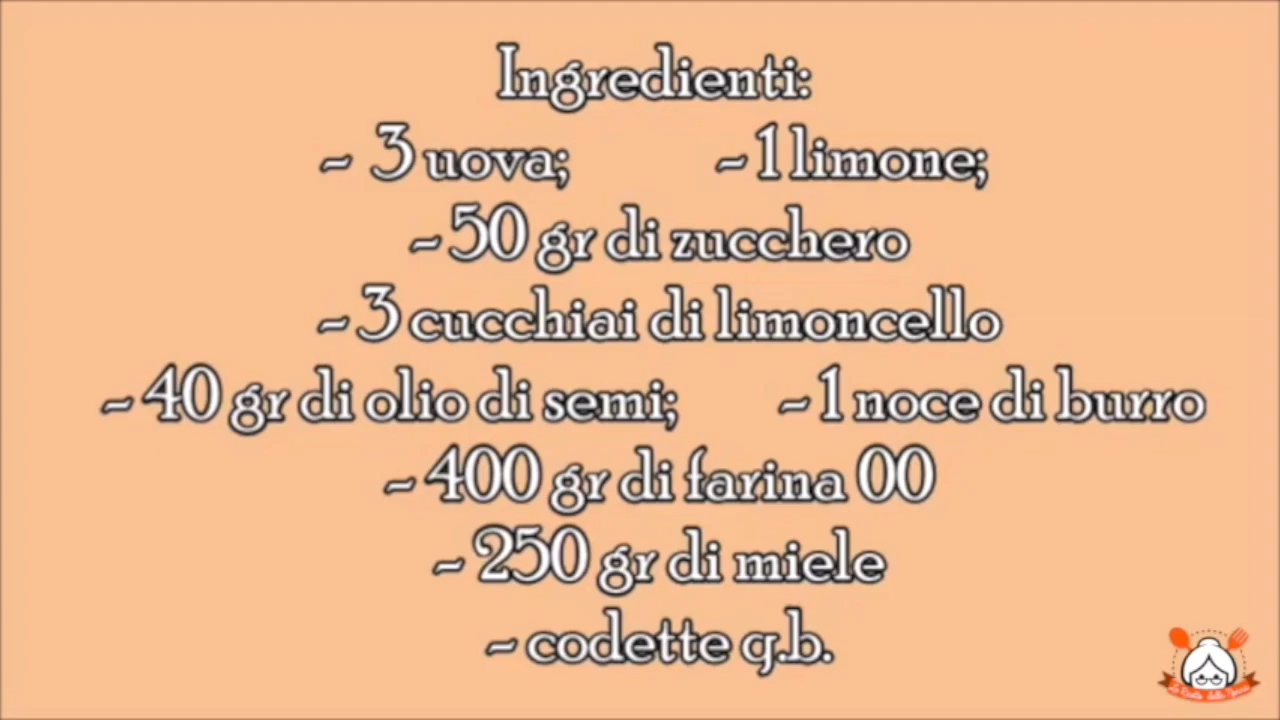 Ingredienti:
~ 3 uova; ~ 1 limone;
~ 50 gr di zucchero
~ 3 cucchiai di limoncello
~ 40 gr di olio di semi; ~ 1 noce di burro
~ 400 gr di farina 00
~ 250 gr di miele
~ codette q.b.